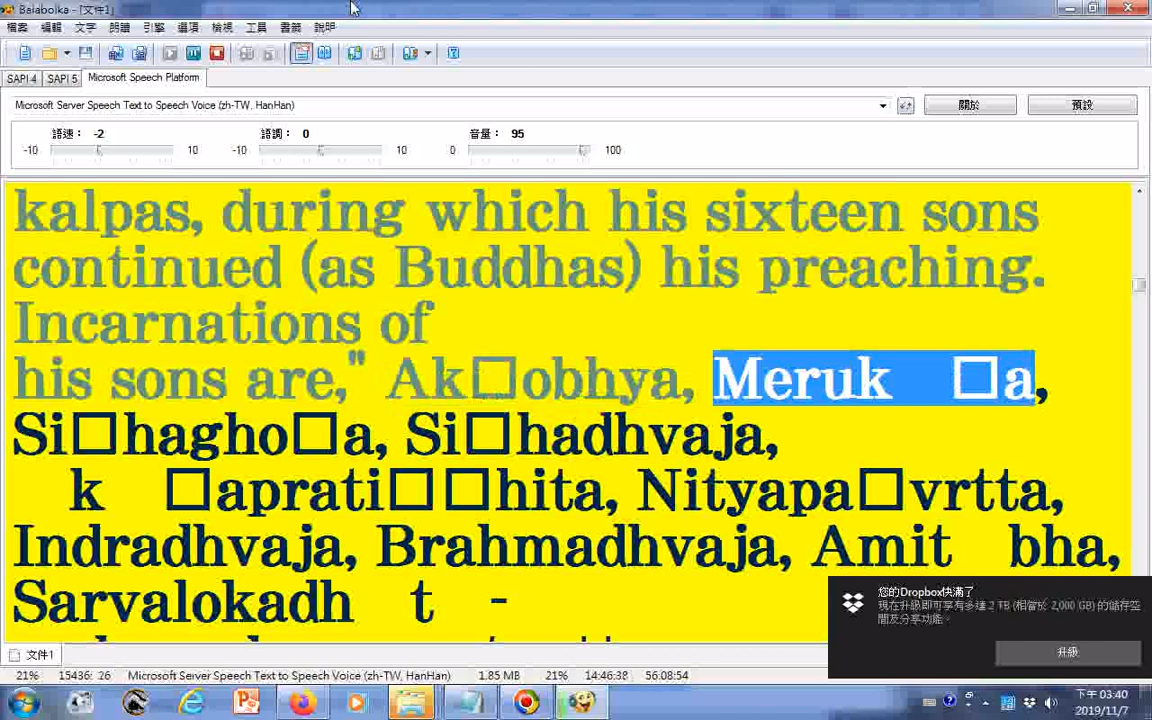 Balabolka - [文件1]
檔案 編輯 文字 朗讀 引擎 選項 檢視 工具 書籤 說明
SAPI 4 SAPI 5 Microsoft Speech Platform
Microsoft Server Speech Text to Speech Voice (zh-TW, HanHan) 關於 預設
語速： -2 語調： 0 音量： 95
-10 10 -10 10 0 100
kalpas, during which his sixteen sons
continued (as Buddhas) his preaching.
Incarnations of
his sons are," Ak□obhya, Meruk　□a,
Si□hagho□a, Si□hadhvaja,
　k　□aprati□□hita, Nityapa□vrtta,
Indradhvaja, Brahmadhvaja, Amit　bha,
Sarvalokadh　t　-
您的Dropbox快滿了
現在升級即可享有多達 2 TB (相當於 2,000 GB) 的儲存空
間及分享功能。
升級
文件1
21% 15436: 26 Microsoft Server Speech Text to Speech Voice (zh-TW, HanHan) 1.85 MB 21% 14:46:38 56:08:54
下午 03:40
2019/11/7